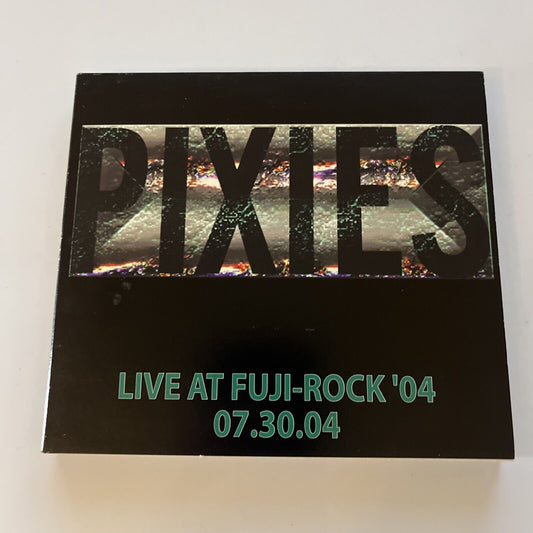 PIXIES
LIVE AT FUJI-ROCK '04
07.30.04